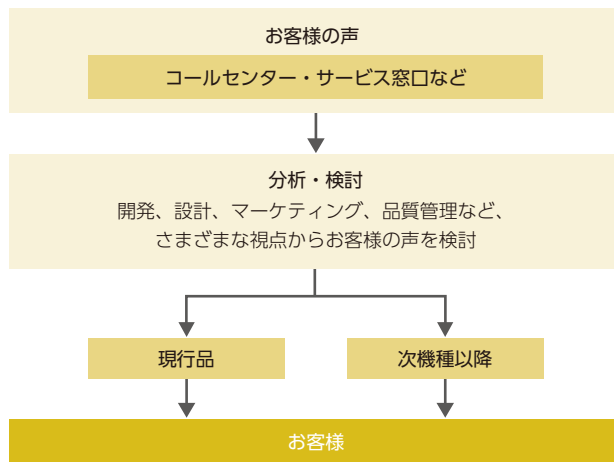 お客様の声
コールセンター・サービス窓口など
分析・検討
開発、設計、マーケティング、品質管理など、
さまざまな視点からお客様の声を検討
現行品
次機種以降
お客様